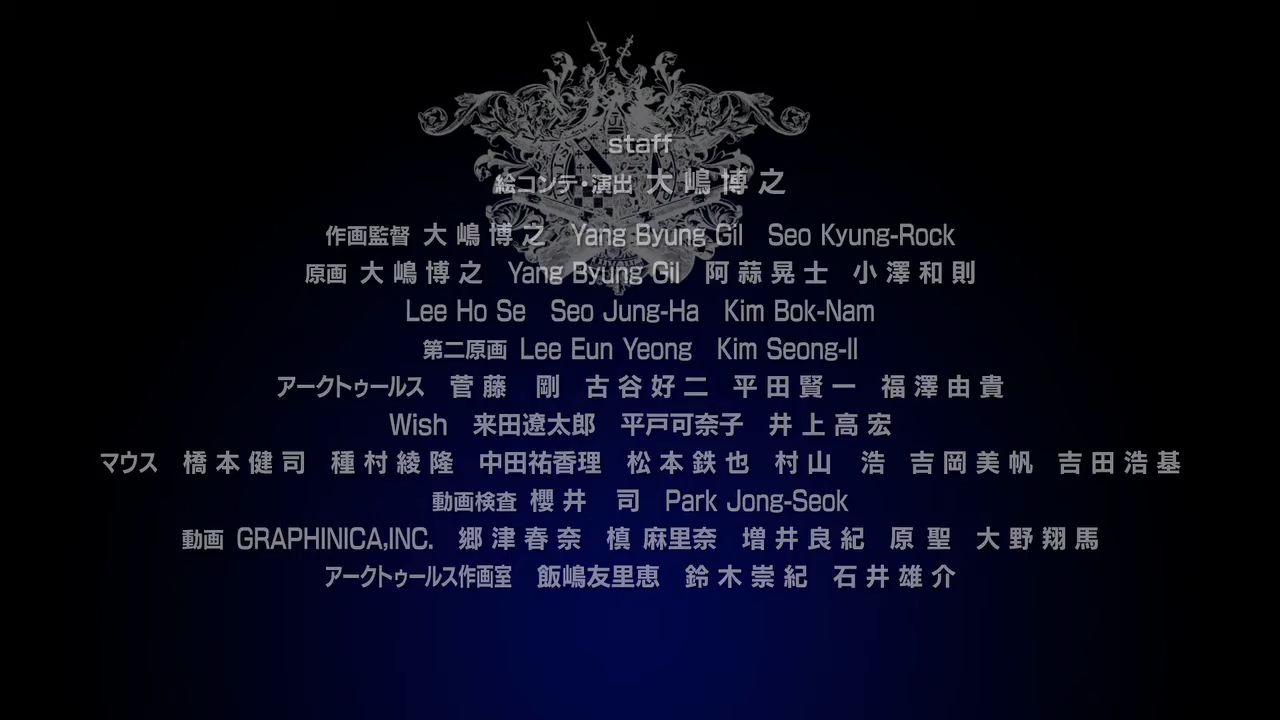 staff
絵コンテ・演出 大嶋博之
作画監督 大嶋博之 Yang Byung Gil Seo Kyung-Rock
原画 大嶋博之 Yang Byung Gil 阿蒜晃士 小澤和則
Lee Ho Se Seo Jung-Ha Kim Bok-Nam
第二原画 Lee Eun Yeong Kim Seong-Il
アークトゥールス 菅藤 剛 古谷好二 平田賢一 福澤由貴
Wish 来田遼太郎 平戸可奈子 井上高宏
マウス 橋本健司 種村綾隆 中田祐香理 松本鉄也 村山 浩 吉岡美帆 吉田浩基
動画検査 櫻井 司 Park Jong-Seok
動画 GRAPHINICA,INC. 郷津春奈 槙 麻里奈 増井良紀 原 聖 大野翔馬
アークトゥールス作画室 飯嶋友里恵 鈴木崇紀 石井雄介